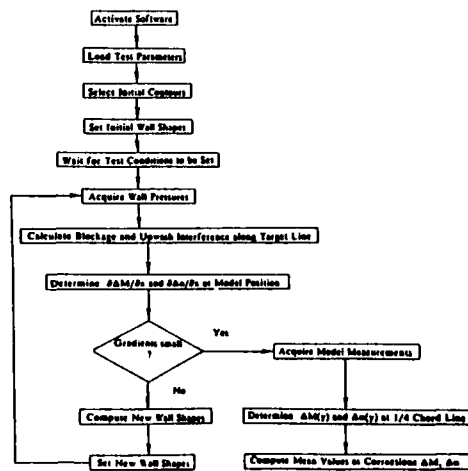 Activate Software
Load Test Parameters
Select Initial Contours
Set Initial Wall Shapes
Wait for Test Conditions to be Set
Acquire Wall Pressures
Calculate Blockage and Upwash Interference along Target Line
Determine ∂ΔM/∂s and ∂Δα/∂s at Model Position
Gradients small
?
Yes
No
Acquire Model Measurements
Compute New Wall Shapes
Determine ΔM(y) and Δα(y) at 1/4 Chord Line
Set New Wall Shapes
Compute Mean Values as Corrections ΔM, Δα